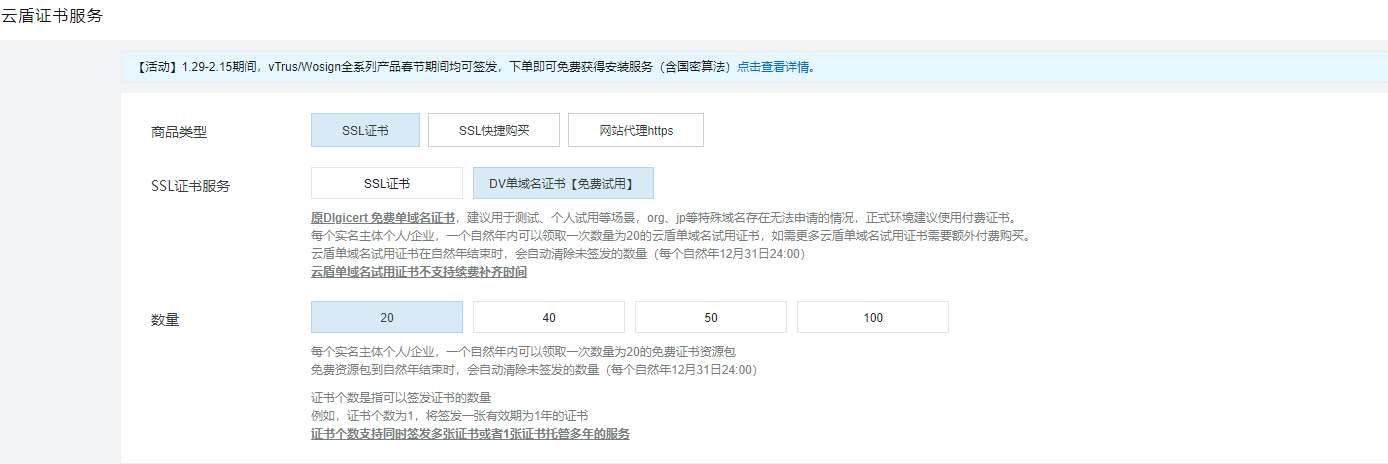 云盾证书服务
【活动】1.29-2.15期间，vTrus/Wosign全系列产品春节期间均可签发，下单即可免费获得安装服务（含国密算法）点击查看详情。
商品类型 SSL证书 SSL快捷购买 网站代理https
SSL证书服务 SSL证书 DV单域名证书【免费试用】
原DIgicert 免费单域名证书，建议用于测试、个人试用等场景，org、jp等特殊域名存在无法申请的情况，正式环境建议使用付费证书。
每个实名主体个人/企业，一个自然年内可以领取一次数量为20的云盾单域名试用证书，如需更多云盾单域名试用证书需要额外付费购买。
云盾单域名试用证书在自然年结束时，会自动清除未签发的数量（每个自然年12月31日24:00）
云盾单域名试用证书不支持续费补齐时间
数量 20 40 50 100
每个实名主体个人/企业，一个自然年内可以领取一次数量为20的免费证书资源包
免费资源包到自然年结束时，会自动清除未签发的数量（每个自然年12月31日24:00）
证书个数是指可以签发证书的数量
例如，证书个数为1，将签发一张有效期为1年的证书
证书个数支持同时签发多张证书或者1张证书托管多年的服务